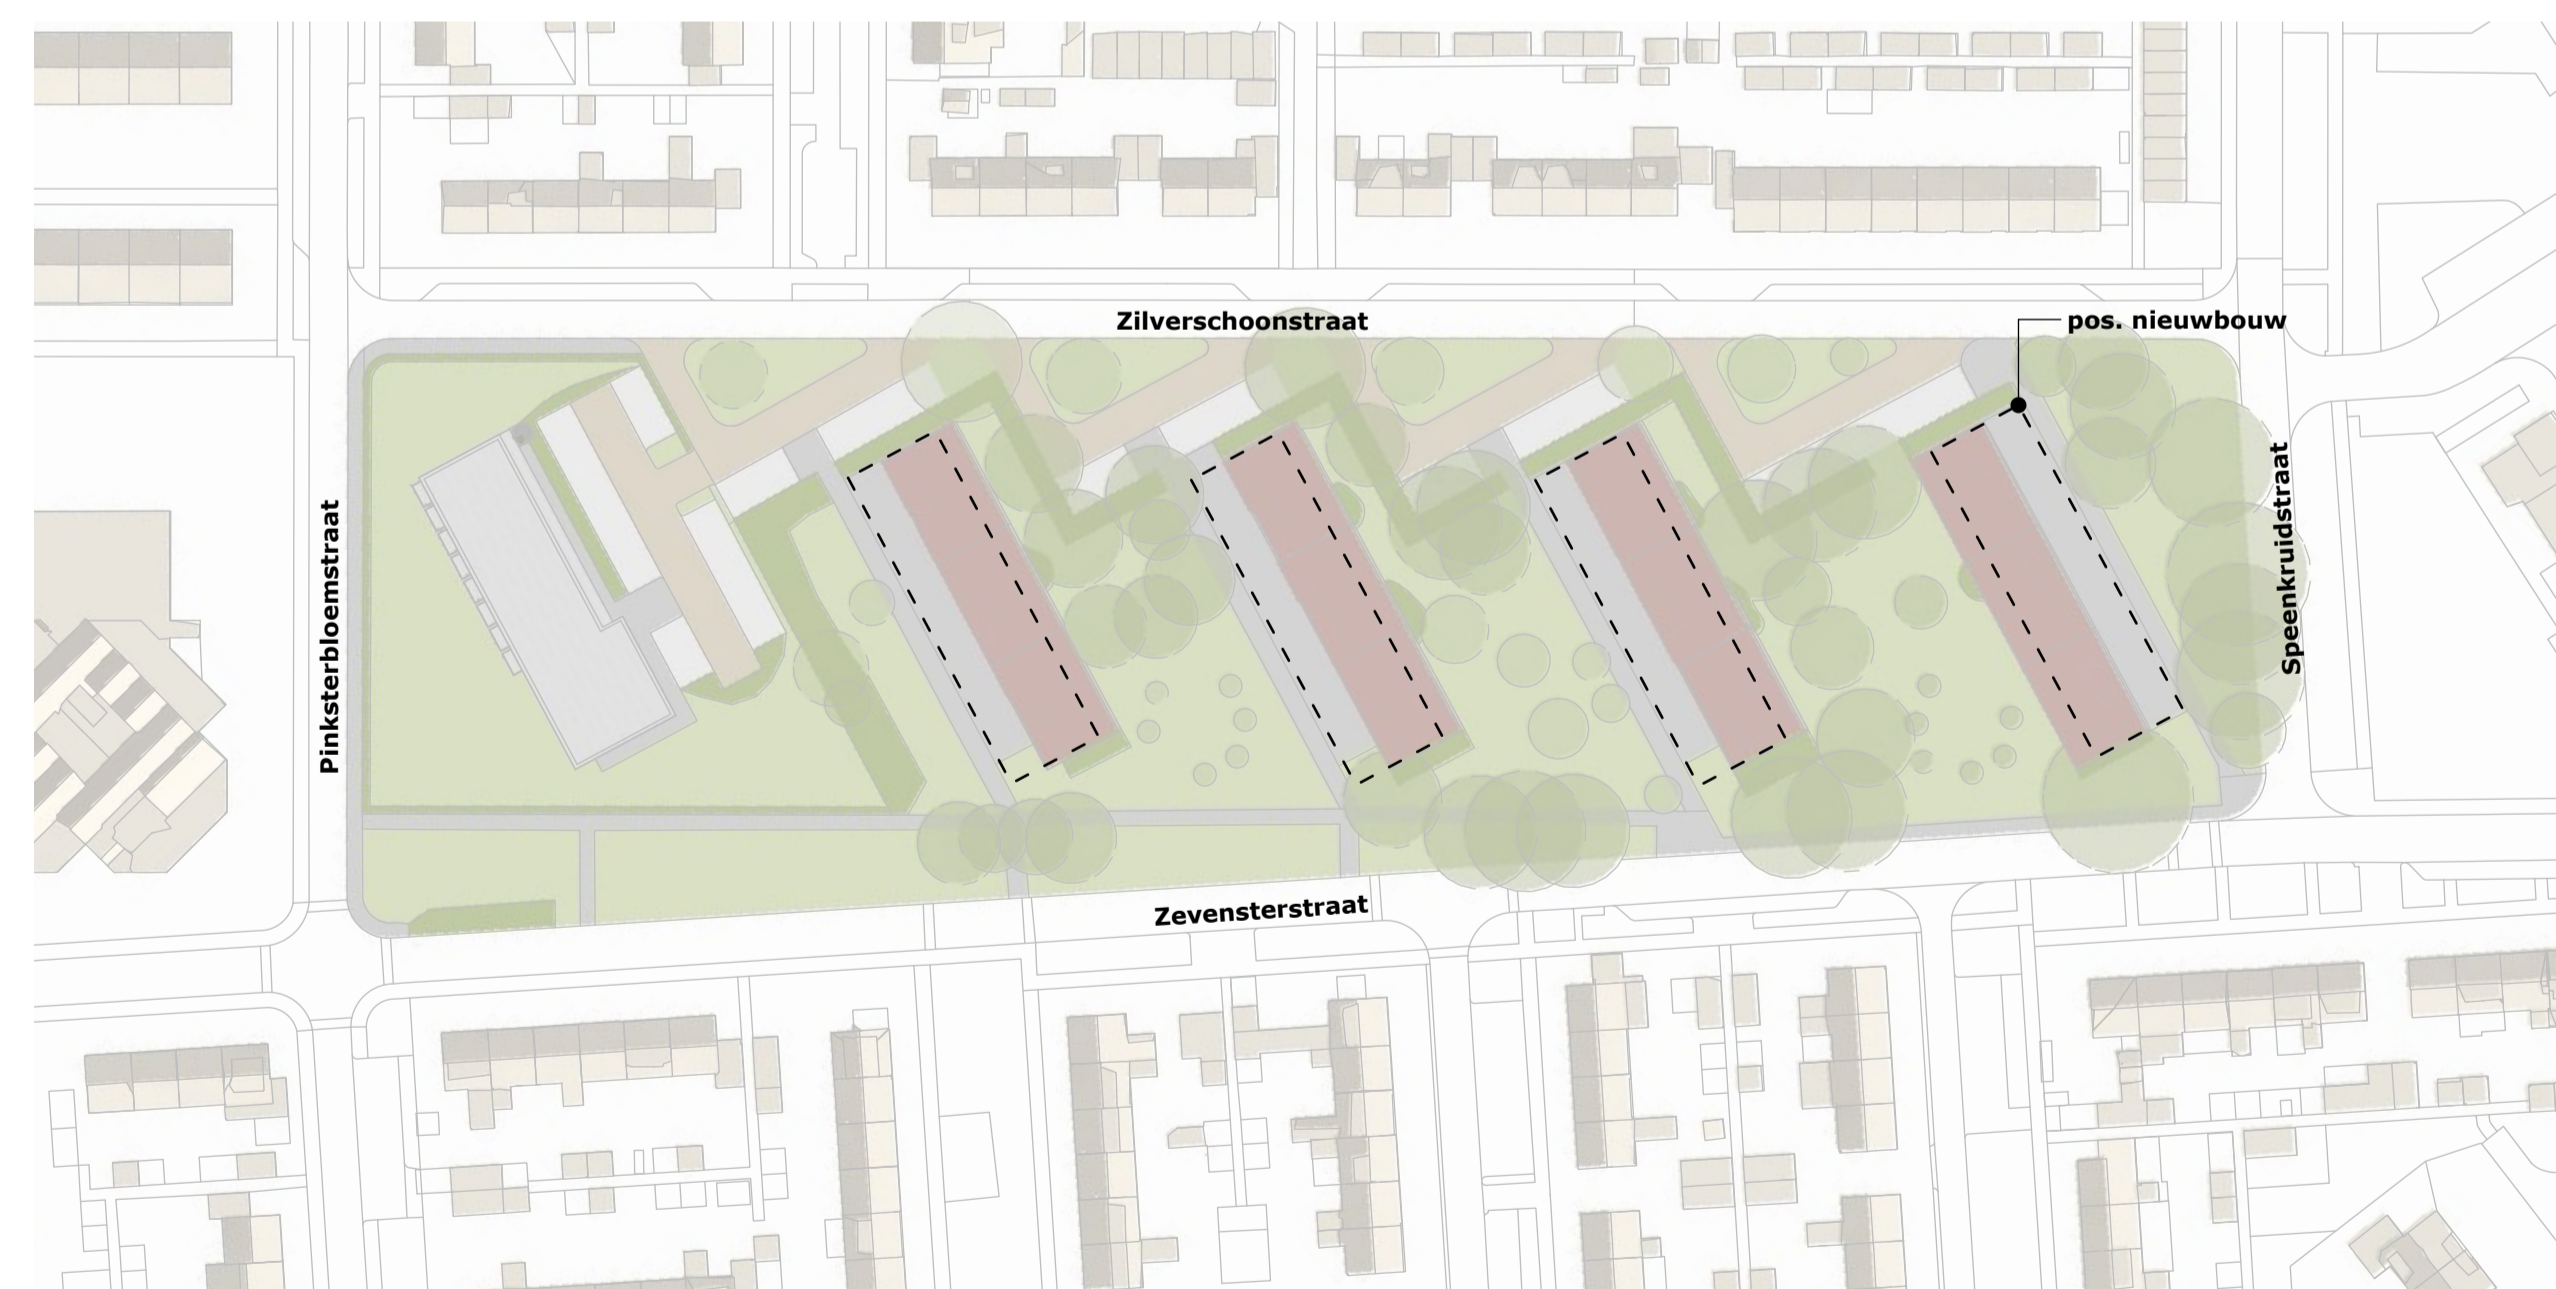 Zilverschoonstraat
pos. nieuwbouw
Pinksterbloemstraat
Speenkruidstraat
Zevensterstraat